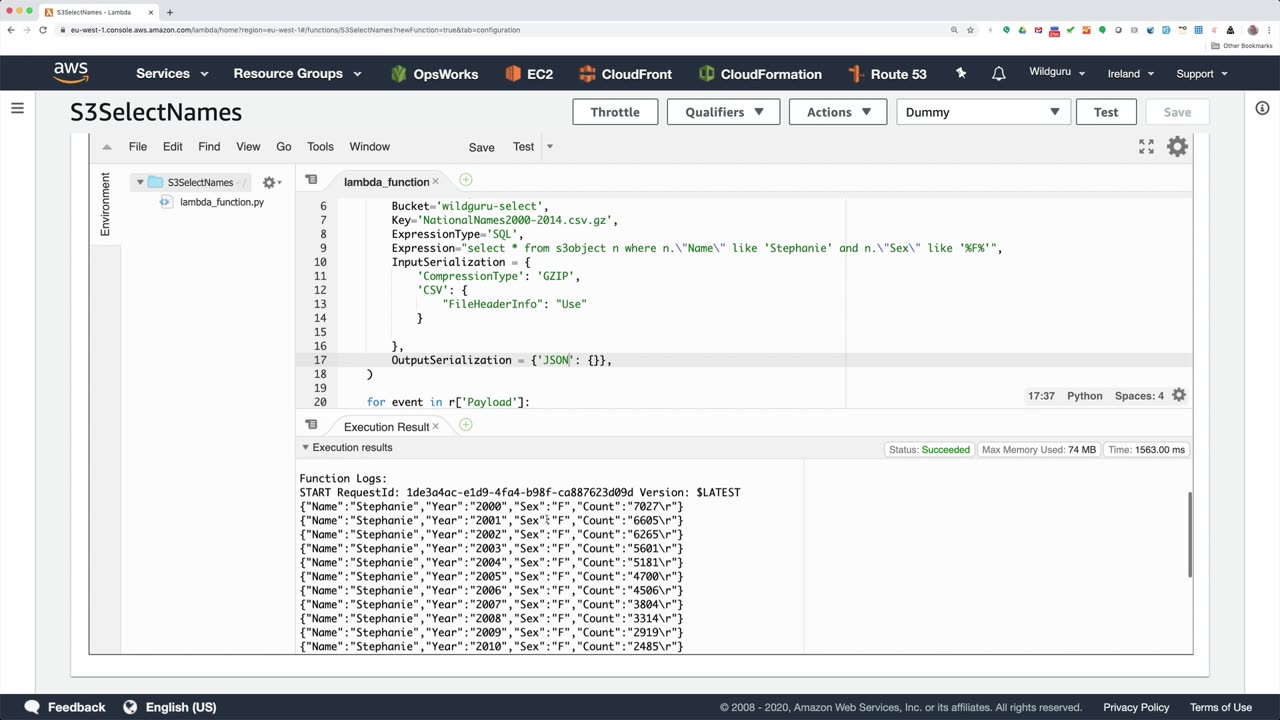 S3SelectNames - Lambda
eu-west-1.console.aws.amazon.com/lambda/home?region=eu-west-1#/functions/S3SelectNames?newFunction=true&tab=configuration
Other Bookmarks
aws Services Resource Groups OpsWorks EC2 CloudFront CloudFormation Route 53 Wildguru Ireland Support
S3SelectNames Throttle Qualifiers Actions Dummy Test Save
File Edit Find View Go Tools Window Save Test
Environment
S3SelectNames /
lambda_function.py
lambda_function
6 Bucket='wildguru-select',
7 Key='NationalNames2000-2014.csv.gz',
8 ExpressionType='SQL',
9 Expression="select * from s3object n where n.\"Name\" like 'Stephanie' and n.\"Sex\" like '%F%'",
10 InputSerialization = {
11 'CompressionType': 'GZIP',
12 'CSV': {
13 "FileHeaderInfo": "Use"
14 }
15
16 },
17 OutputSerialization = {'JSON': {}},
18 )
19
20 for event in r['Payload']:
17:37 Python Spaces: 4
Execution Result
Execution results Status: Succeeded Max Memory Used: 74 MB Time: 1563.00 ms
Function Logs:
START RequestId: 1de3a4ac-e1d9-4fa4-b98f-ca887623d09d Version: $LATEST
{"Name":"Stephanie","Year":"2000","Sex":"F","Count":"7027\r"}
{"Name":"Stephanie","Year":"2001","Sex":"F","Count":"6605\r"}
{"Name":"Stephanie","Year":"2002","Sex":"F","Count":"6265\r"}
{"Name":"Stephanie","Year":"2003","Sex":"F","Count":"5601\r"}
{"Name":"Stephanie","Year":"2004","Sex":"F","Count":"5181\r"}
{"Name":"Stephanie","Year":"2005","Sex":"F","Count":"4700\r"}
{"Name":"Stephanie","Year":"2006","Sex":"F","Count":"4506\r"}
{"Name":"Stephanie","Year":"2007","Sex":"F","Count":"3804\r"}
{"Name":"Stephanie","Year":"2008","Sex":"F","Count":"3314\r"}
{"Name":"Stephanie","Year":"2009","Sex":"F","Count":"2919\r"}
{"Name":"Stephanie","Year":"2010","Sex":"F","Count":"2485\r"}
Feedback English (US) © 2008 - 2020, Amazon Web Services, Inc. or its affiliates. All rights reserved. Privacy Policy Terms of Use